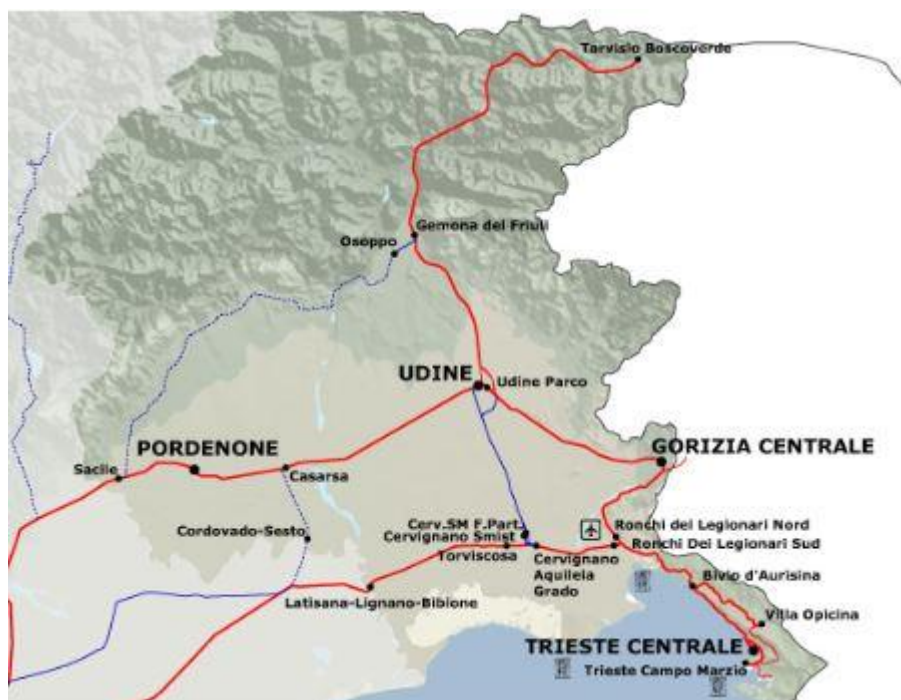 Tarvisio Boscoverde
Gemona del Friuli
Osoppo
UDINE
Udine Parco
PORDENONE
GORIZIA CENTRALE
Sacile
Casarsa
Cordovado-Sesto
Cerv.SM F.Part.
Cervignano Smist
Torviscosa
Ronchi dei Legionari Nord
Ronchi Dei Legionari Sud
Cervignano
Aquileia
Grado
Bivio d'Aurisina
Latisana-Lignano-Bibione
Villa Opicina
TRIESTE CENTRALE
Trieste Campo Marzio